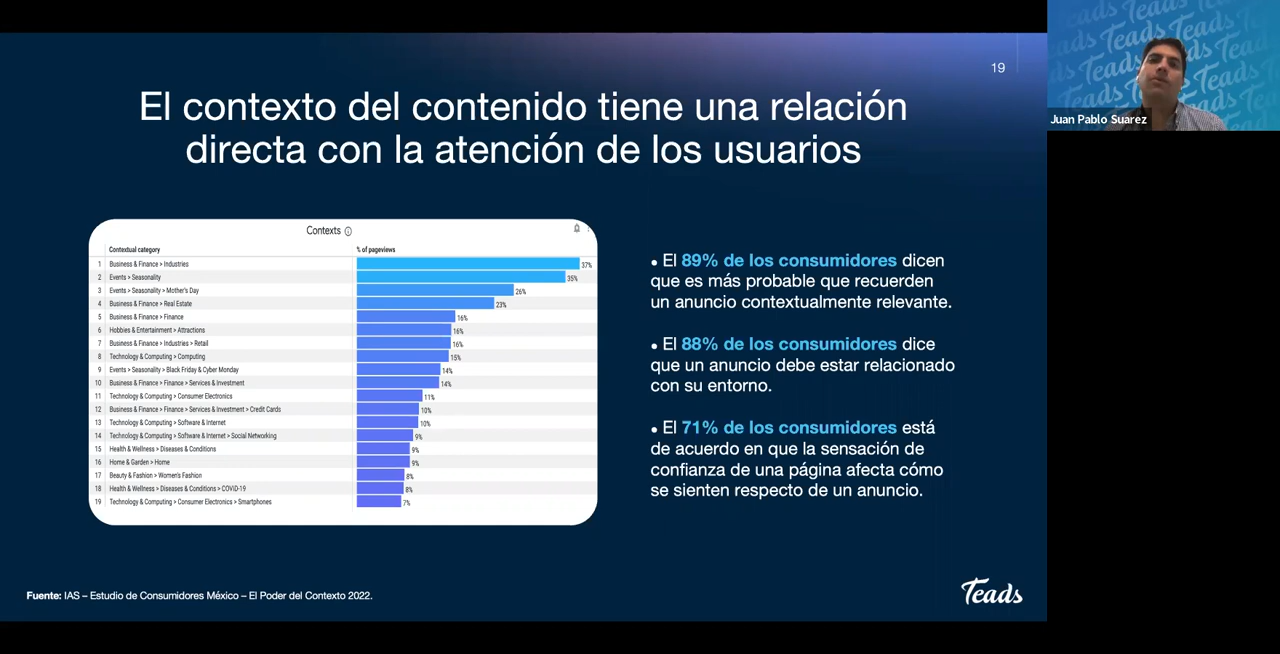 19
El contexto del contenido tiene una relación
directa con la atención de los usuarios
Contexts
Contextual category % of pageviews
1 Business & Finance > Industries 37%
2 Events > Seasonality 35%
3 Events > Seasonality > Mother's Day 26%
4 Business & Finance > Real Estate 23%
5 Business & Finance > Finance 16%
6 Hobbies & Entertainment > Attractions 16%
7 Business & Finance > Industries > Retail 16%
8 Technology & Computing > Computing 15%
9 Events > Seasonality > Black Friday & Cyber Monday 14%
10 Business & Finance > Finance > Services & Investment 14%
11 Technology & Computing > Consumer Electronics 11%
12 Business & Finance > Finance > Services & Investment > Credit Cards 10%
13 Technology & Computing > Software & Internet 10%
14 Technology & Computing > Software & Internet > Social Networking 9%
15 Health & Wellness > Diseases & Conditions 9%
16 Home & Garden > Home 9%
17 Beauty & Fashion > Women's Fashion 8%
18 Health & Wellness > Diseases & Conditions > COVID-19 8%
19 Technology & Computing > Consumer Electronics > Smartphones 7%
• El 89% de los consumidores dicen
que es más probable que recuerden
un anuncio contextualmente relevante.
• El 88% de los consumidores dice
que un anuncio debe estar relacionado
con su entorno.
• El 71% de los consumidores está
de acuerdo en que la sensación de
confianza de una página afecta cómo
se sienten respecto de un anuncio.
Fuente: IAS – Estudio de Consumidores México – El Poder del Contexto 2022.
Teads
Teads
Juan Pablo Suarez